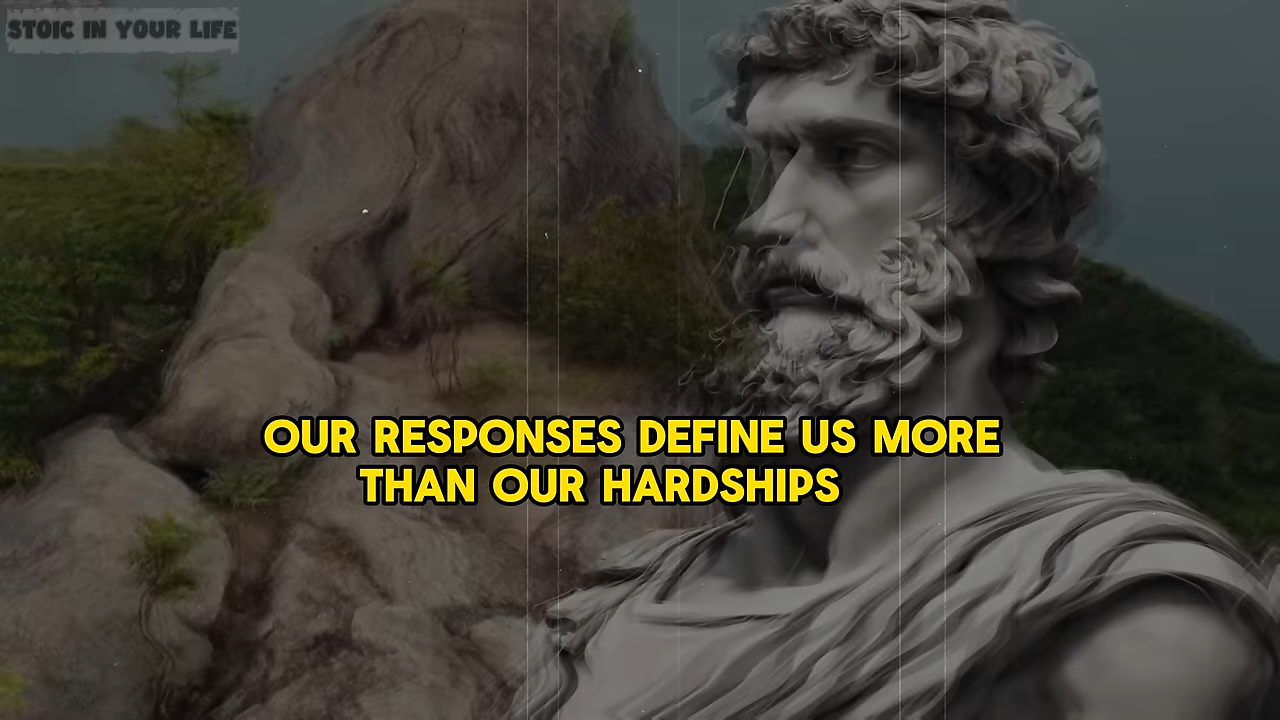 STOIC IN YOUR LIFE
OUR RESPONSES DEFINE US MORE
THAN OUR HARDSHIPS